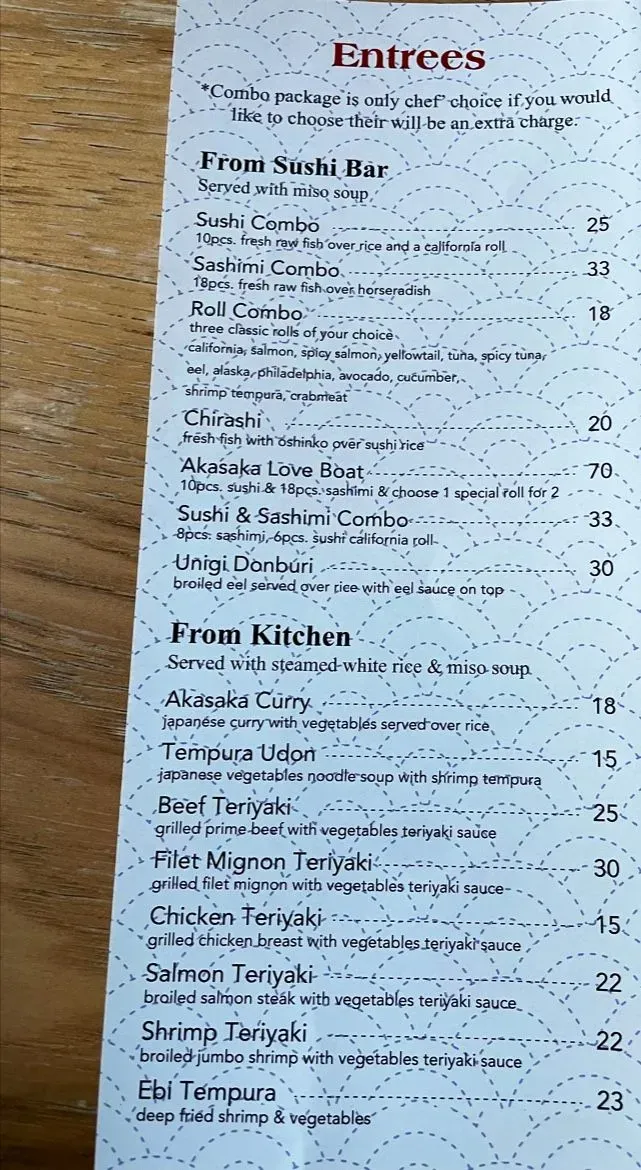 Entrees
*Combo package is only chef' choice if you would
like to choose their will be an extra charge.
From Sushi Bar
Served with miso soup
Sushi Combo 25
10pcs. fresh raw fish over rice and a california roll
Sashimi Combo 33
18pcs. fresh raw fish over horseradish
Roll Combo 18
three classic rolls of your choice
california, salmon, spicy salmon, yellowtail, tuna, spicy tuna,
eel, alaska, philadelphia, avocado, cucumber,
shrimp tempura, crabmeat
Chirashi 20
fresh fish with oshinko over sushi rice
Akasaka Love Boat 70
10pcs. sushi & 18pcs. sashimi & choose 1 special roll for 2
Sushi & Sashimi Combo 33
8pcs. sashimi, 6pcs. sushi california roll
Unigi Donburi 30
broiled eel served over rice with eel sauce on top
From Kitchen
Served with steamed white rice & miso soup
Akasaka Curry 18
japanese curry with vegetables served over rice
Tempura Udon 15
japanese vegetables noodle soup with shrimp tempura
Beef Teriyaki 25
grilled prime beef with vegetables teriyaki sauce
Filet Mignon Teriyaki 30
grilled filet mignon with vegetables teriyaki sauce
Chicken Teriyaki 15
grilled chicken breast with vegetables teriyaki sauce
Salmon Teriyaki 22
broiled salmon steak with vegetables teriyaki sauce
Shrimp Teriyaki 22
broiled jumbo shrimp with vegetables teriyaki sauce
Ebi Tempura 23
deep fried shrimp & vegetables